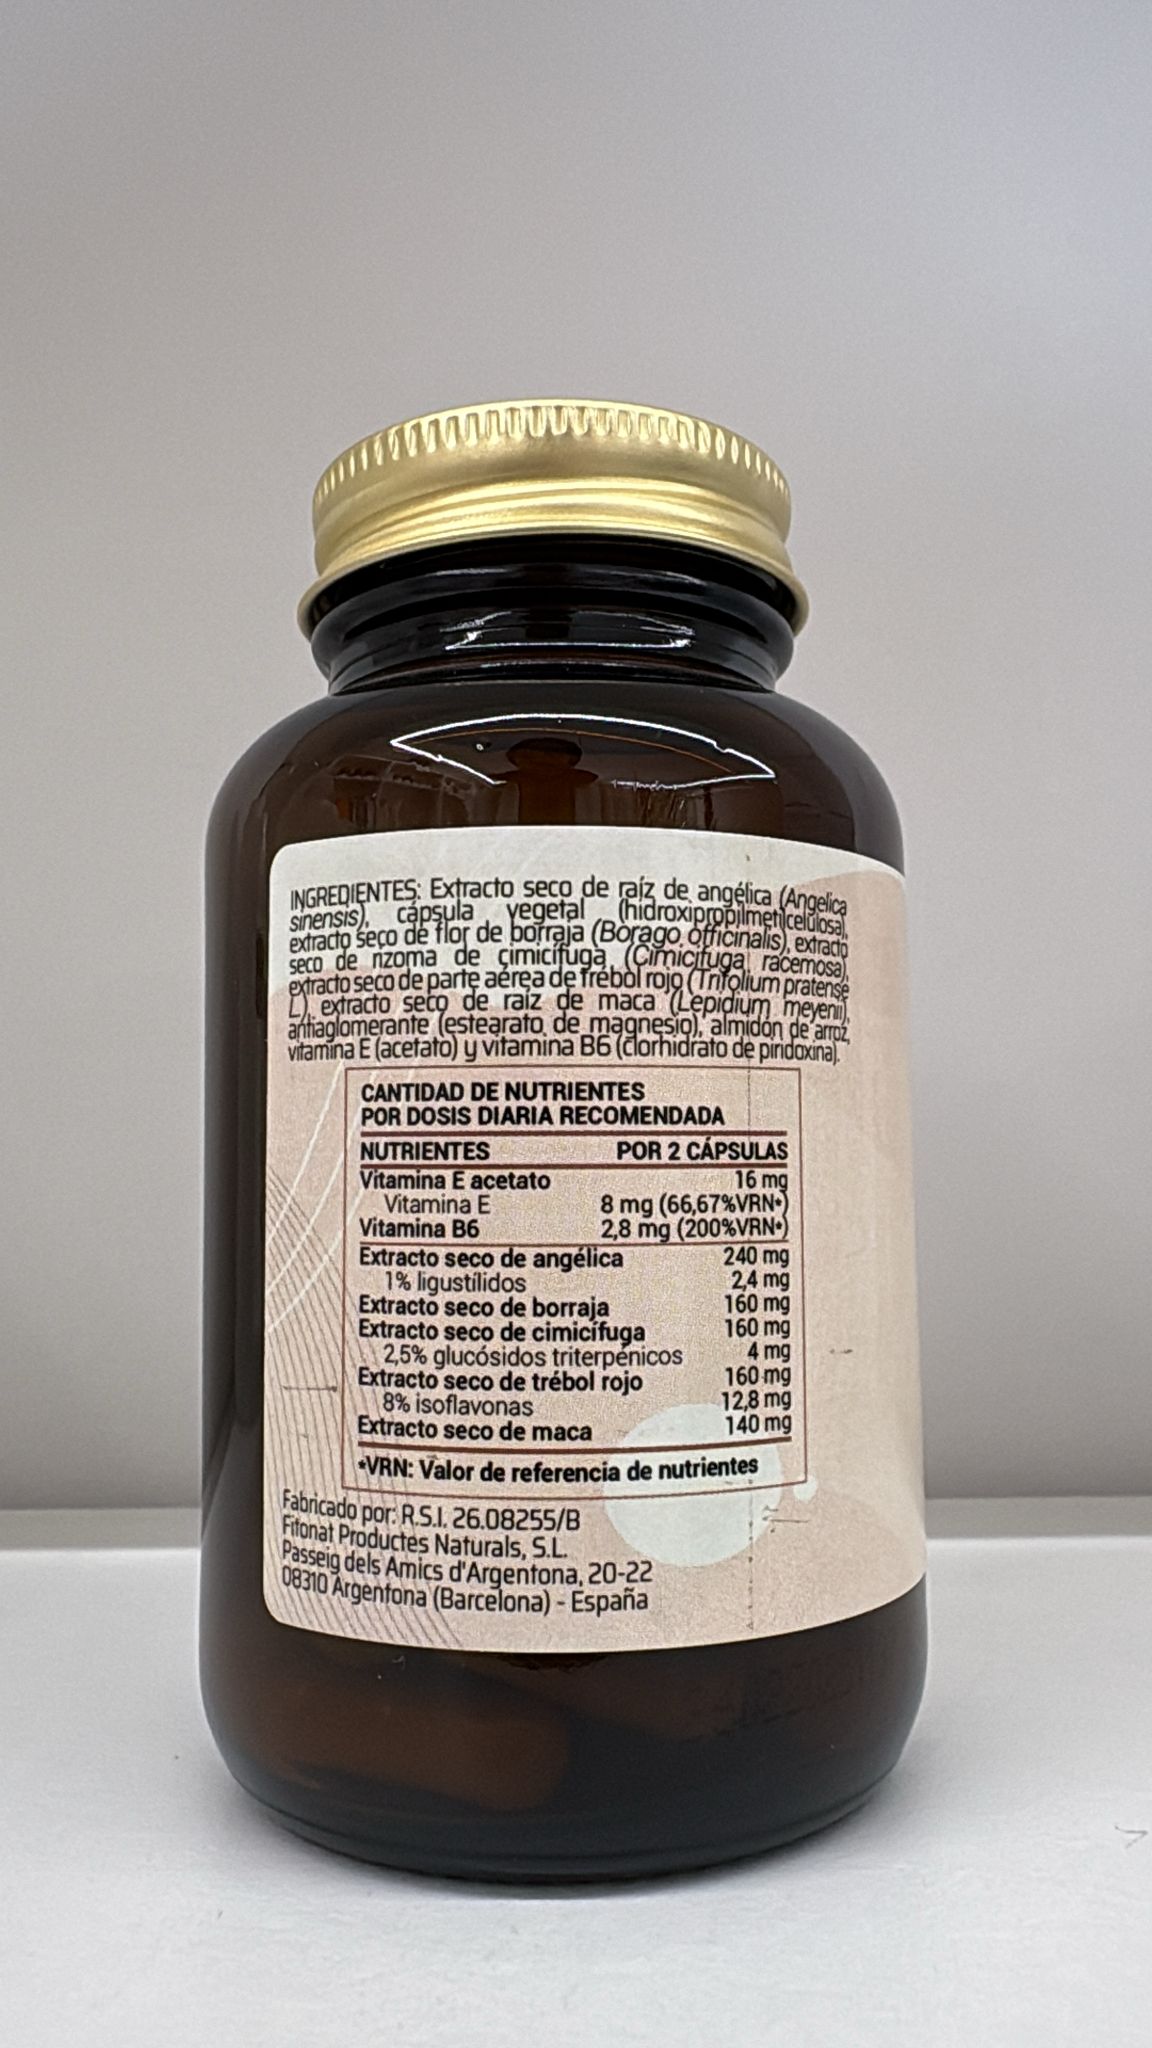 INGREDIENTES: Extracto seco de raíz de angélica (Angelica
sinensis), cápsula vegetal (hidroxipropilmetilcelulosa),
extracto seco de flor de borraja (Borago officinalis), extracto
seco de rizoma de cimicífuga (Cimicifuga racemosa),
extracto seco de parte aérea de trébol rojo (Trifolium pratense
L), extracto seco de raíz de maca (Lepidium meyenii),
antiaglomerante (estearato de magnesio), almidón de arroz,
vitamina E (acetato) y vitamina B6 (clorhidrato de piridoxina).
CANTIDAD DE NUTRIENTES
POR DOSIS DIARIA RECOMENDADA
NUTRIENTES POR 2 CÁPSULAS
Vitamina E acetato 16 mg
Vitamina E 8 mg (66,67%VRN*)
Vitamina B6 2,8 mg (200%VRN*)
Extracto seco de angélica 240 mg
1% ligustílidos 2,4 mg
Extracto seco de borraja 160 mg
Extracto seco de cimicífuga 160 mg
2,5% glucósidos triterpénicos 4 mg
Extracto seco de trébol rojo 160 mg
8% isoflavonas 12,8 mg
Extracto seco de maca 140 mg
*VRN: Valor de referencia de nutrientes
Fabricado por: R.S.I. 26.08255/B
Fitonat Productes Naturals, S.L.
Passeig dels Amics d'Argentona, 20-22
08310 Argentona (Barcelona) - España